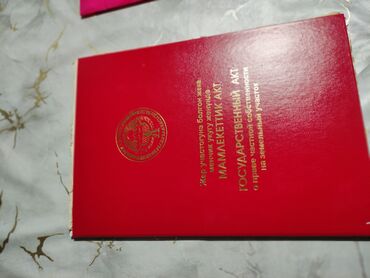 Жер участогуна болгон жеке
менчик укугу жөнүндө
МАМЛЕКЕТТИК АКТ
ГОСУДАРСТВЕННЫЙ АКТ
о праве частной собственности
на земельный участок